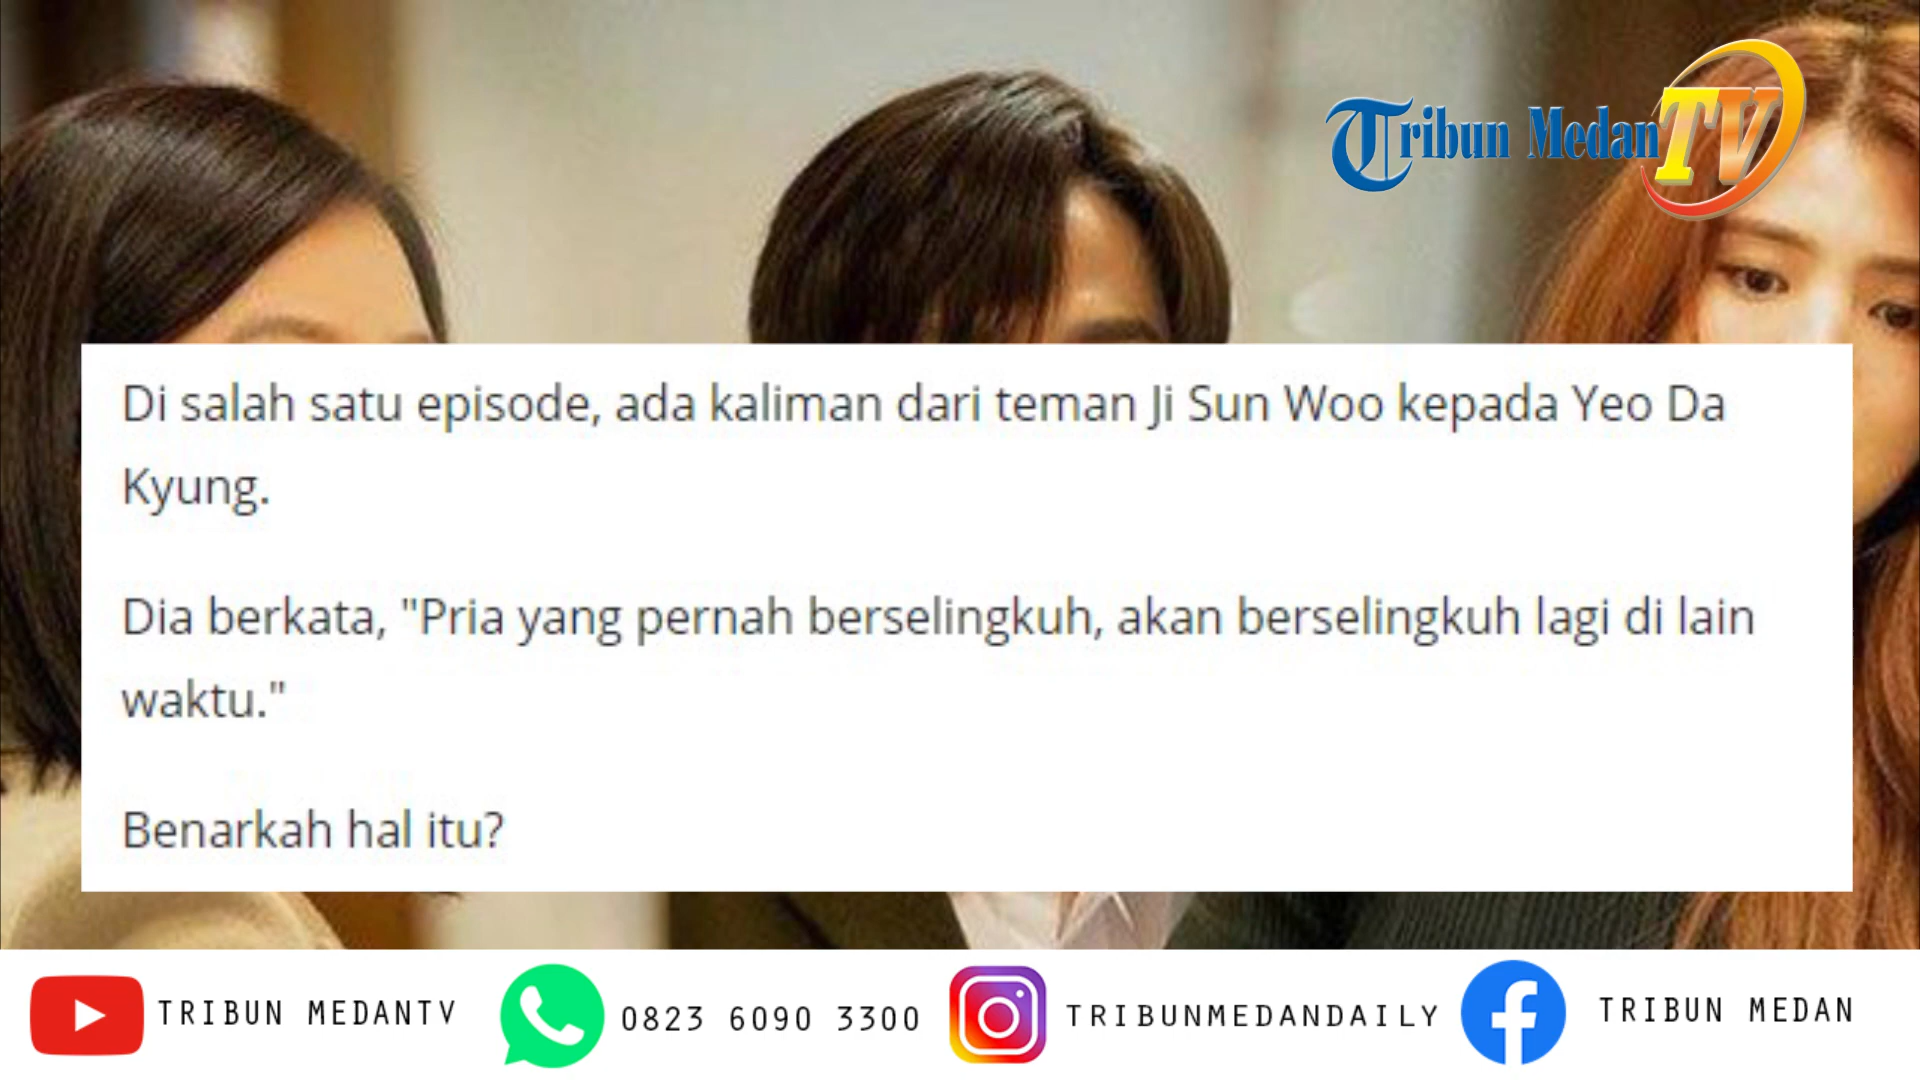 Tribun Medan TV
Di salah satu episode, ada kaliman dari teman Ji Sun Woo kepada Yeo Da
Kyung.
Dia berkata, "Pria yang pernah berselingkuh, akan berselingkuh lagi di lain
waktu."
Benarkah hal itu?
TRIBUN MEDANTV
0823 6090 3300
TRIBUNMEDANDAILY
TRIBUN MEDAN